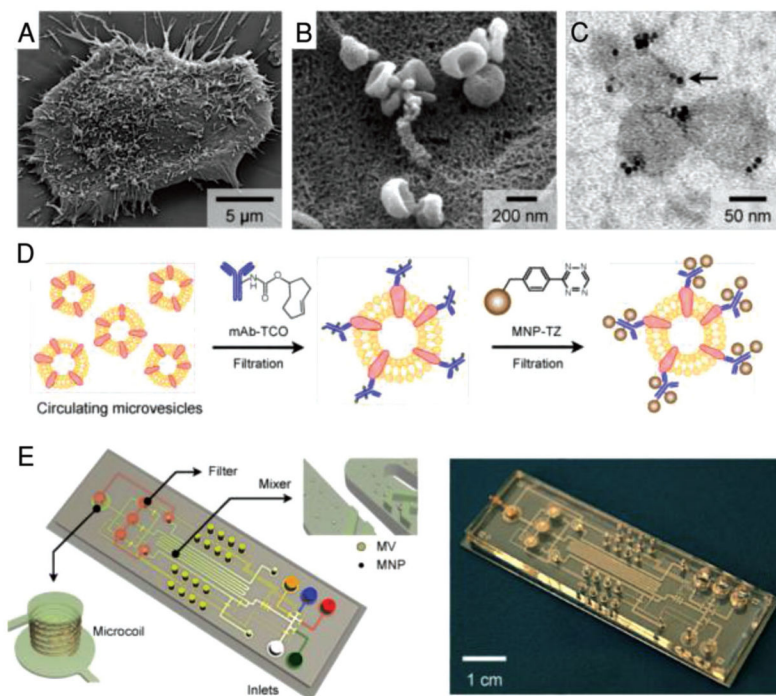 A
B
C
5 µm
200 nm
50 nm
D
mAb-TCO
Filtration
MNP-TZ
Filtration
Circulating microvesicles
N
H
O
O
N
N
N
N
E
Filter
Mixer
MV
MNP
Microcoil
Inlets
1 cm